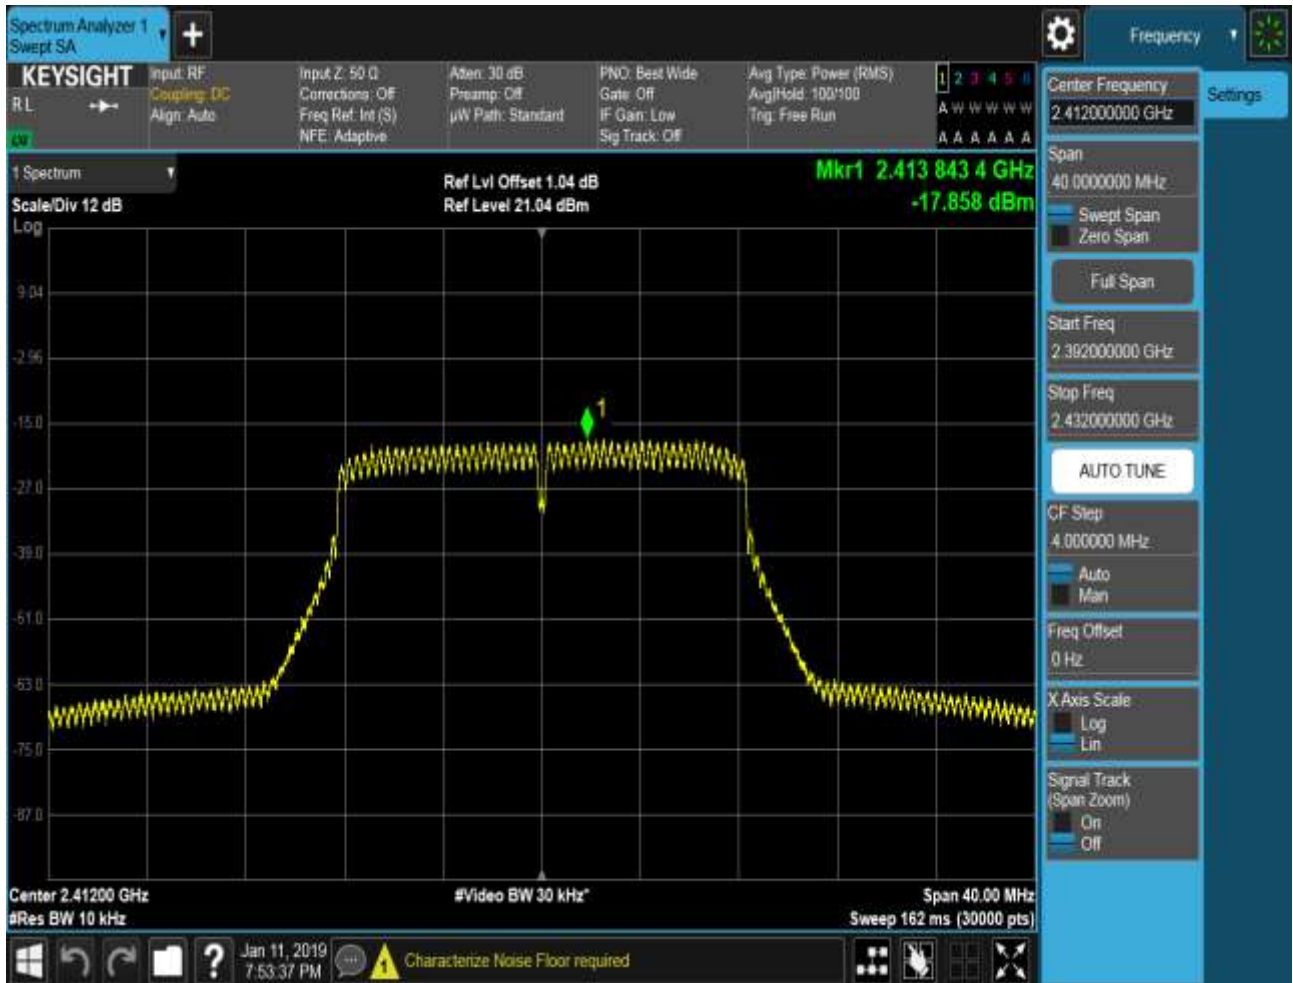 Spectrum Analyzer 1
Swept SA
+
Frequency
KEYSIGHT
RL
LXI
Input: RF
Coupling: DC
Align: Auto
Input Z: 50 Ω
Corrections: Off
Freq Ref: Int (S)
NFE: Adaptive
Atten: 30 dB
Preamp: Off
µW Path: Standard
PNO: Best Wide
Gate: Off
IF Gain: Low
Sig Track: Off
Avg Type: Power (RMS)
Avg|Hold: 100/100
Trig: Free Run
1 2 3 4 5 6
A W W W W W
A A A A A A
1 Spectrum
Scale/Div 12 dB
Log
Ref Lvl Offset 1.04 dB
Ref Level 21.04 dBm
Mkr1 2.413 843 4 GHz
-17.858 dBm
9.04
-2.96
-15.0
-27.0
-39.0
-51.0
-63.0
-75.0
-87.0
1
Center 2.41200 GHz
#Res BW 10 kHz
#Video BW 30 kHz*
Span 40.00 MHz
Sweep 162 ms (30000 pts)
?
Jan 11, 2019
7:53:37 PM
1
Characterize Noise Floor required
Center Frequency
2.412000000 GHz
Settings
Span
40.0000000 MHz
Swept Span
Zero Span
Full Span
Start Freq
2.392000000 GHz
Stop Freq
2.432000000 GHz
AUTO TUNE
CF Step
4.000000 MHz
Auto
Man
Freq Offset
0 Hz
X Axis Scale
Log
Lin
Signal Track
(Span Zoom)
On
Off